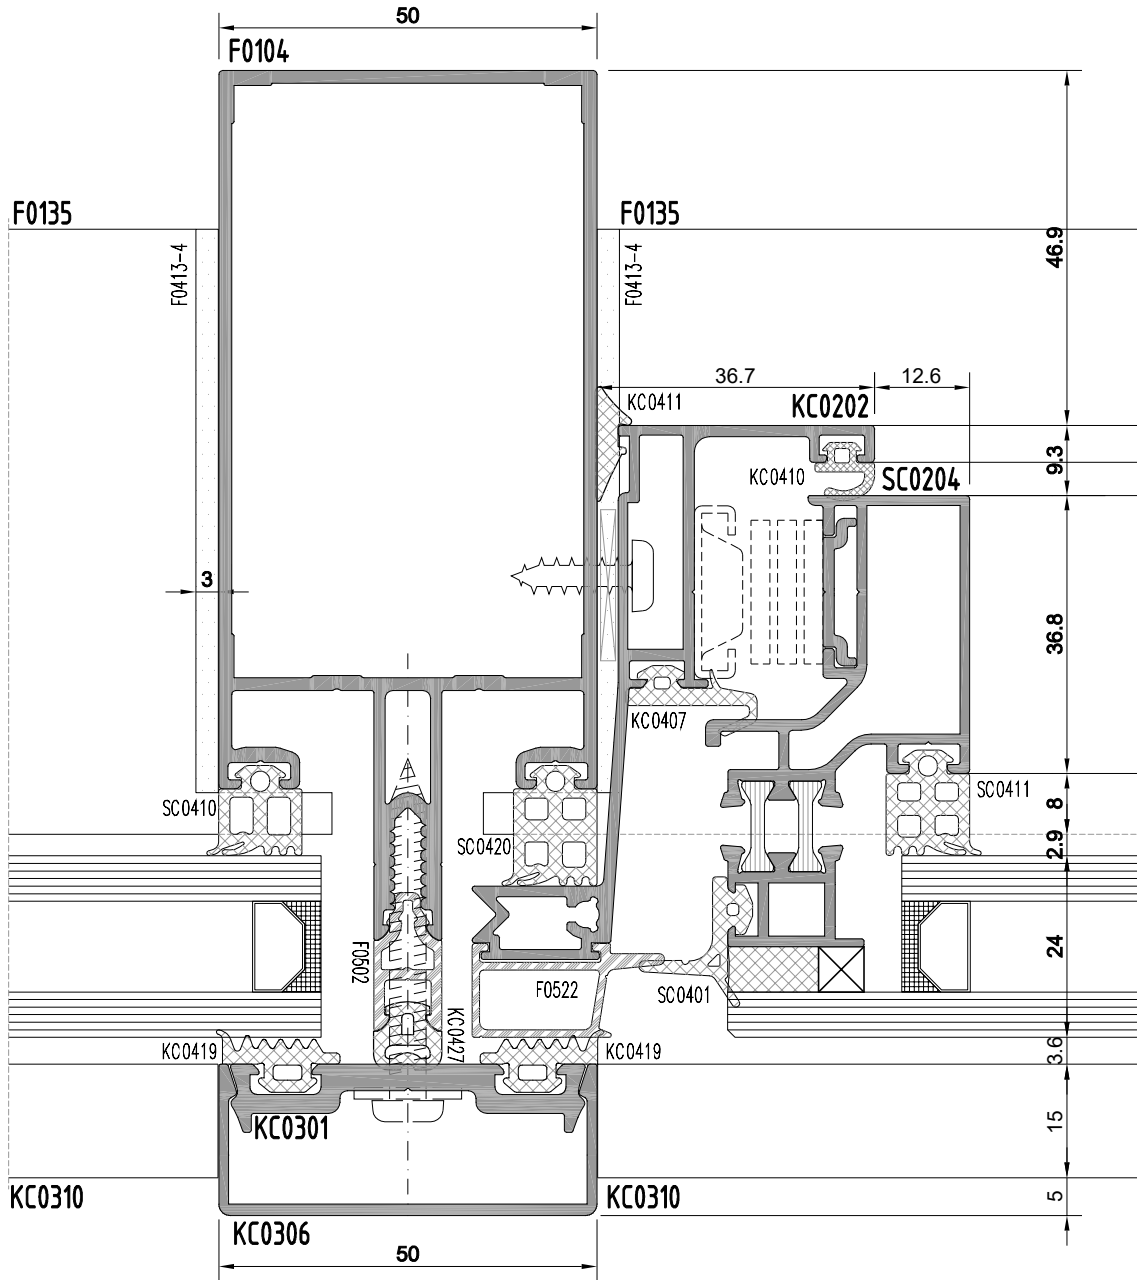 50
F0104
F0135
F0135
F0413-4
F0413-4
46.9
36.7
12.6
KC0411
KC0202
9.3
KC0410
SC0204
3
36.8
KC0407
SC0410
SC0411
8
SC0420
2.9
F0502
24
F0522
SC0401
KC0427
KC0419
KC0419
3.6
KC0301
15
KC0310
KC0310
5
KC0306
50